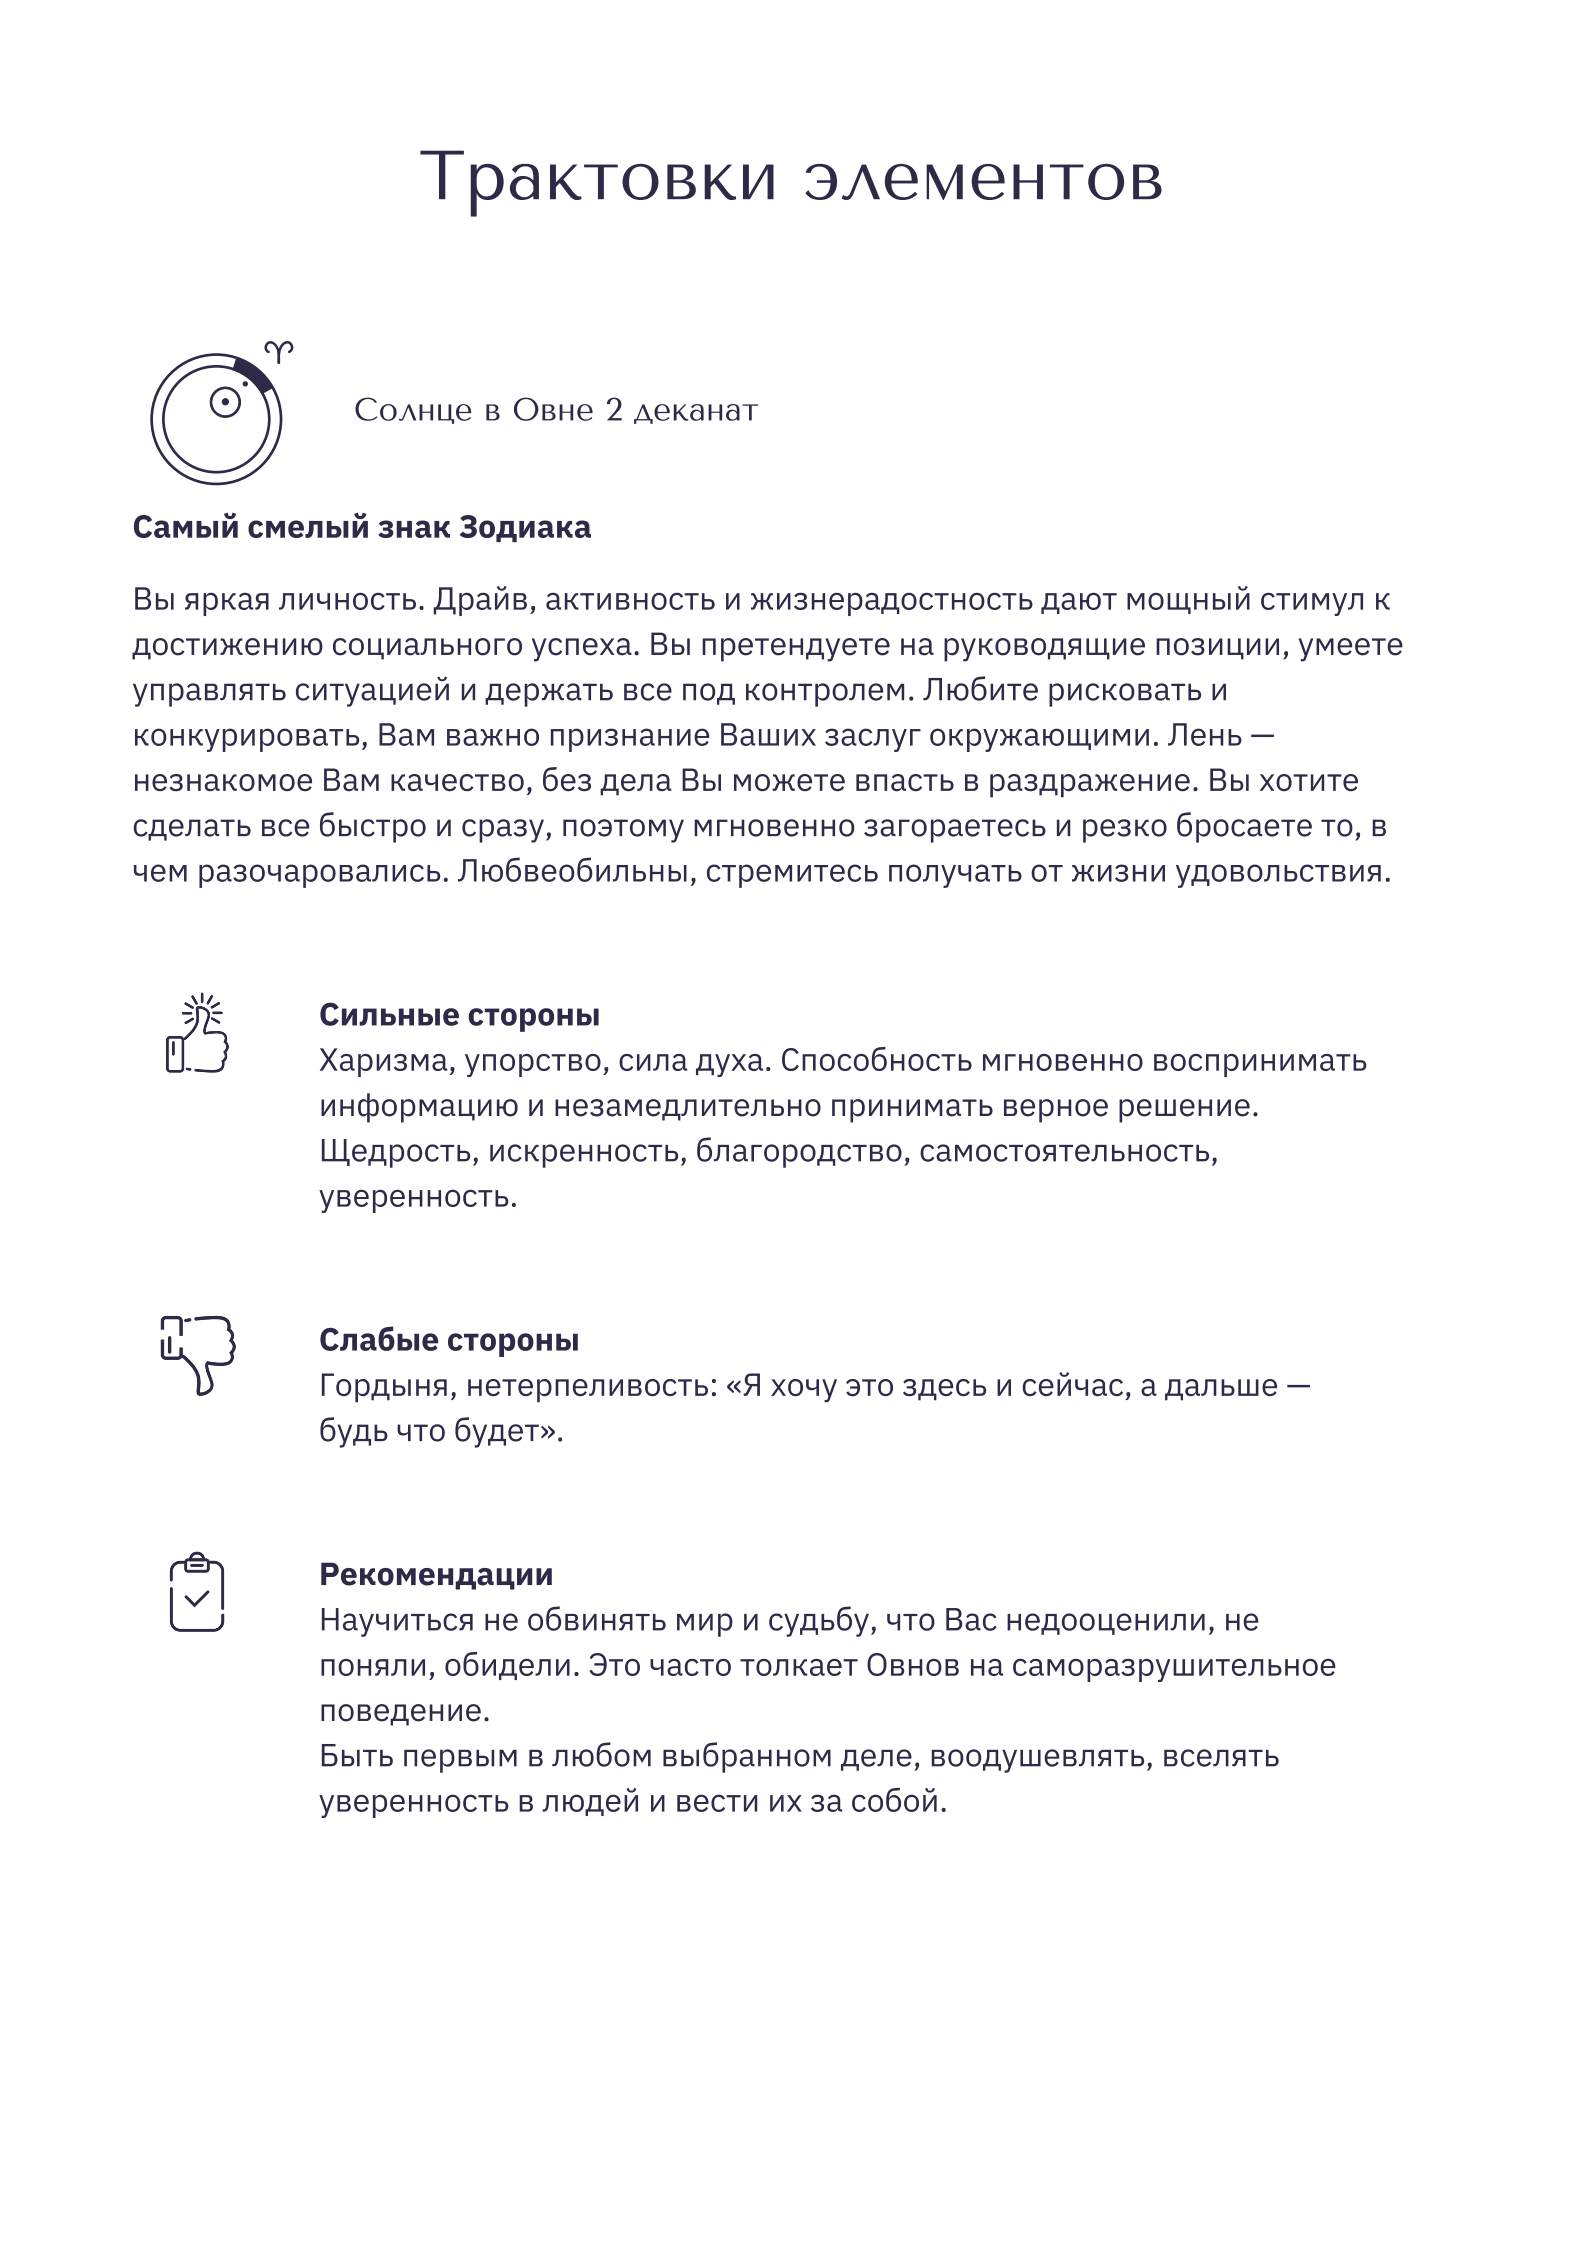 Трактовки элементов
Солнце в Овне 2 деканат
Самый смелый знак Зодиака
Вы яркая личность. Драйв, активность и жизнерадостность дают мощный стимул к
достижению социального успеха. Вы претендуете на руководящие позиции, умеете
управлять ситуацией и держать все под контролем. Любите рисковать и
конкурировать, Вам важно признание Ваших заслуг окружающими. Лень —
незнакомое Вам качество, без дела Вы можете впасть в раздражение. Вы хотите
сделать все быстро и сразу, поэтому мгновенно загораетесь и резко бросаете то, в
чем разочаровались. Любвеобильны, стремитесь получать от жизни удовольствия.
Сильные стороны
Харизма, упорство, сила духа. Способность мгновенно воспринимать
информацию и незамедлительно принимать верное решение.
Щедрость, искренность, благородство, самостоятельность,
уверенность.
Слабые стороны
Гордыня, нетерпеливость: «Я хочу это здесь и сейчас, а дальше —
будь что будет».
Рекомендации
Научиться не обвинять мир и судьбу, что Вас недооценили, не
поняли, обидели. Это часто толкает Овнов на саморазрушительное
поведение.
Быть первым в любом выбранном деле, воодушевлять, вселять
уверенность в людей и вести их за собой.